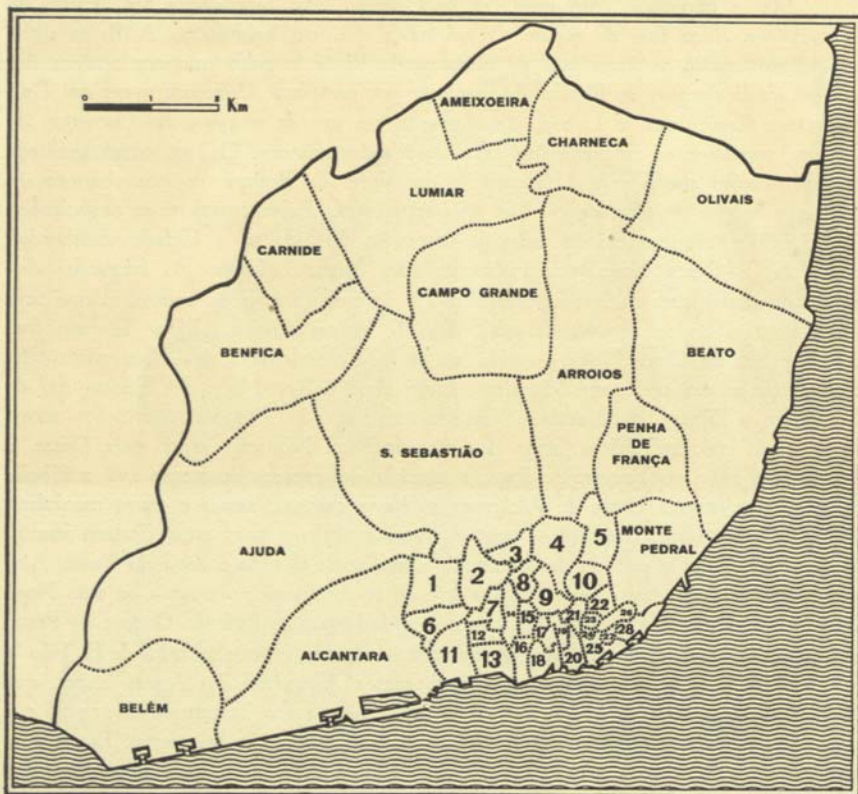 0 1 2 Km
AMEIXOEIRA
CHARNECA
LUMIAR
OLIVAIS
CARNIDE
CAMPO GRANDE
BENFICA
BEATO
ARROIOS
PENHA
DE
FRANÇA
S. SEBASTIÃO
MONTE
PEDRAL
AJUDA
ALCANTARA
BELÉM
1
2
3
4
5
6
7
8
9
10
11
12
13
14
15
16
17
18
20
21
22
25
28